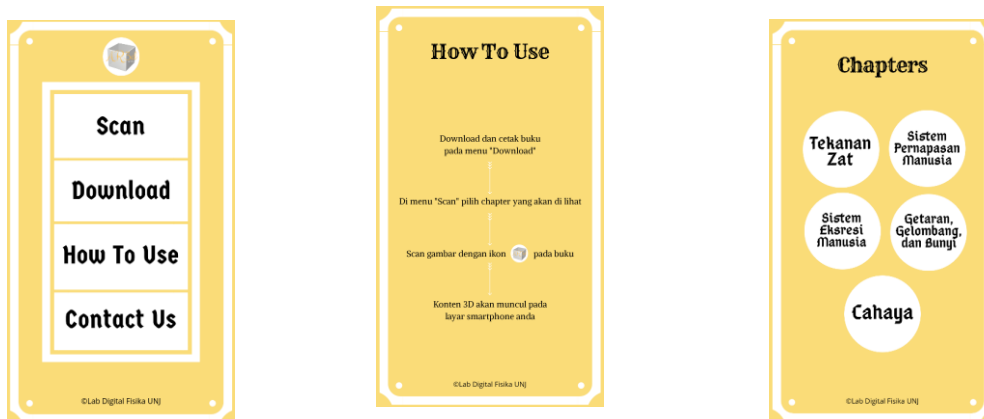 Scan
Download
How To Use
Contact Us
©Lab Digital Fisika UNJ
How To Use
Download dan cetak buku
pada menu "Download"
Di menu "Scan" pilih chapter yang akan di lihat
Scan gambar dengan ikon pada buku
Konten 3D akan muncul pada
layar smartphone anda
©Lab Digital Fisika UNJ
Chapters
Tekanan
Zat
Sistem
Pernapasan
Manusia
Sistem
Eksresi
Manusia
Getaran,
Gelombang,
dan Bunyi
Cahaya
©Lab Digital Fisika UNJ